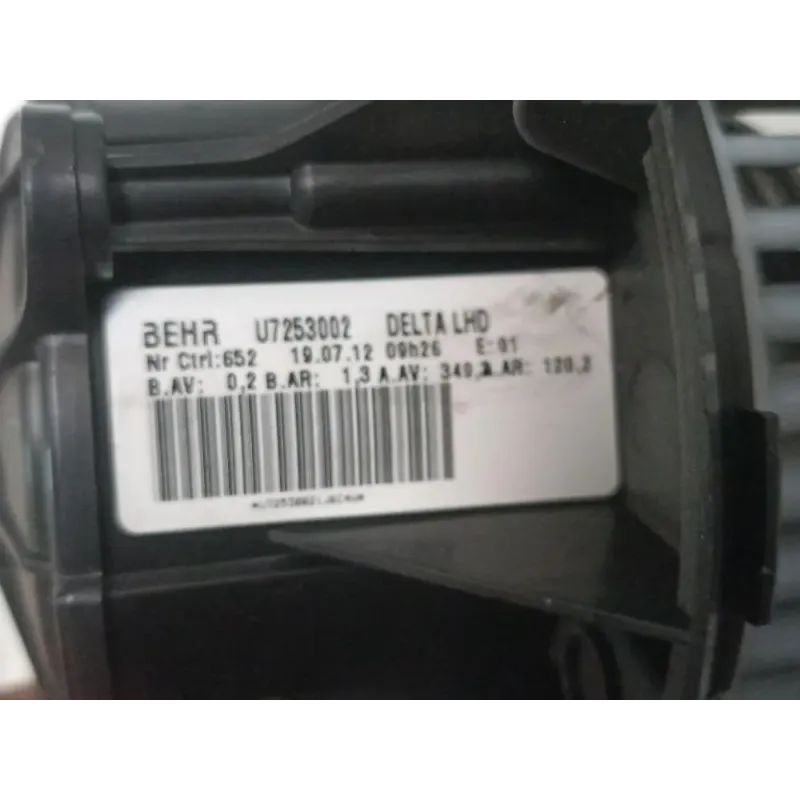 BEHR U7253002 DELTA LHD
Nr Ctrl:652 19.07.12 09h26 E:01
B.AV: 0,2 B.AR: 1,3 A.AV: 340, AR: 120,2